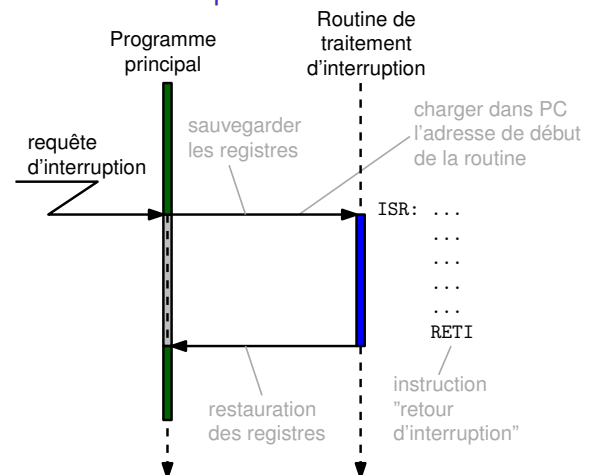 Programme
principal
Routine de
traitement
d'interruption
requête
d'interruption
sauvegarder
les registres
charger dans PC
l'adresse de début
de la routine
ISR: ...
...
...
...
...
RETI
restauration
des registres
instruction
"retour
d'interruption"